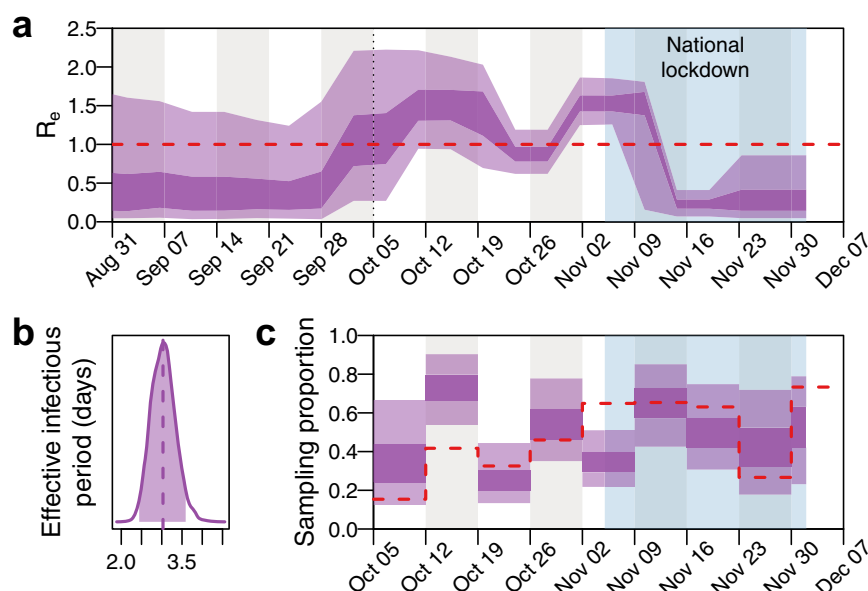 a
2.5
2.0
1.5
1.0
0.5
0.0
Re
National
lockdown
Aug 31
Sep 07
Sep 14
Sep 21
Sep 28
Oct 05
Oct 12
Oct 19
Oct 26
Nov 02
Nov 09
Nov 16
Nov 23
Nov 30
Dec 07
b
Effective infectious
period (days)
2.0
3.5
c
Sampling proportion
1.0
0.8
0.6
0.4
0.2
0.0
Oct 05
Oct 12
Oct 19
Oct 26
Nov 02
Nov 09
Nov 16
Nov 23
Nov 30
Dec 07